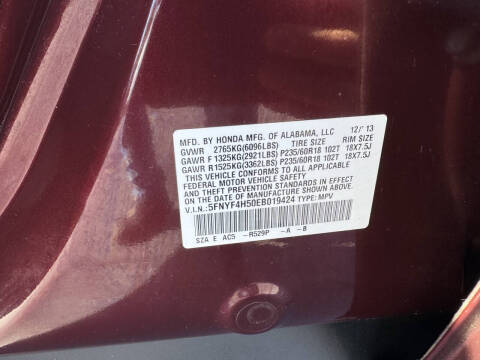 MFD. BY HONDA MFG. OF ALABAMA, LLC 12/'13
GVWR 2765KG(6096LBS) TIRE SIZE RIM SIZE
GAWR F 1325KG(2921LBS) P235/60R18 102T 18X7.5J
GAWR R1525KG(3362LBS) P235/60R18 102T 18X7.5J
THIS VEHICLE CONFORMS TO ALL APPLICABLE
FEDERAL MOTOR VEHICLE SAFETY AND
THEFT PREVENTION STANDARDS IN EFFECT ON THE
DATE OF MANUFACTURE SHOWN ABOVE.
V.I.N.: 5FNYF4H50EB019424 TYPE: MPV
SZA E AC5 -R529P -A -B